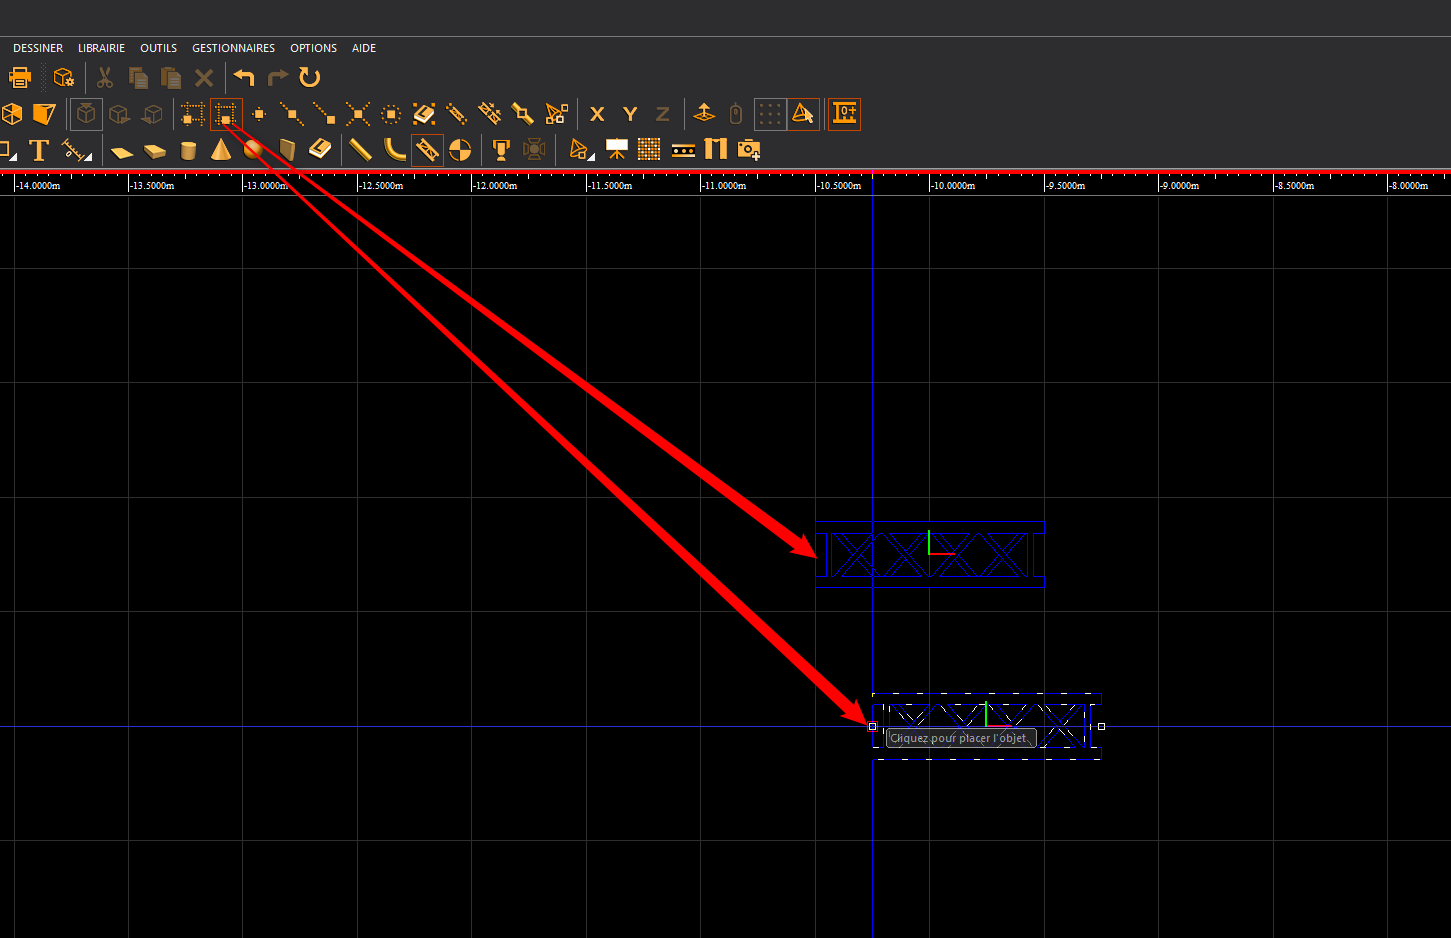 DESSINER LIBRAIRIE OUTILS GESTIONNAIRES OPTIONS AIDE
X Y Z 0+
T
-14.0000m -13.5000m -13.0000m -12.5000m -12.0000m -11.5000m -11.0000m -10.5000m -10.0000m -9.5000m -9.0000m -8.5000m -8.0000m
Cliquez pour placer l'objet.